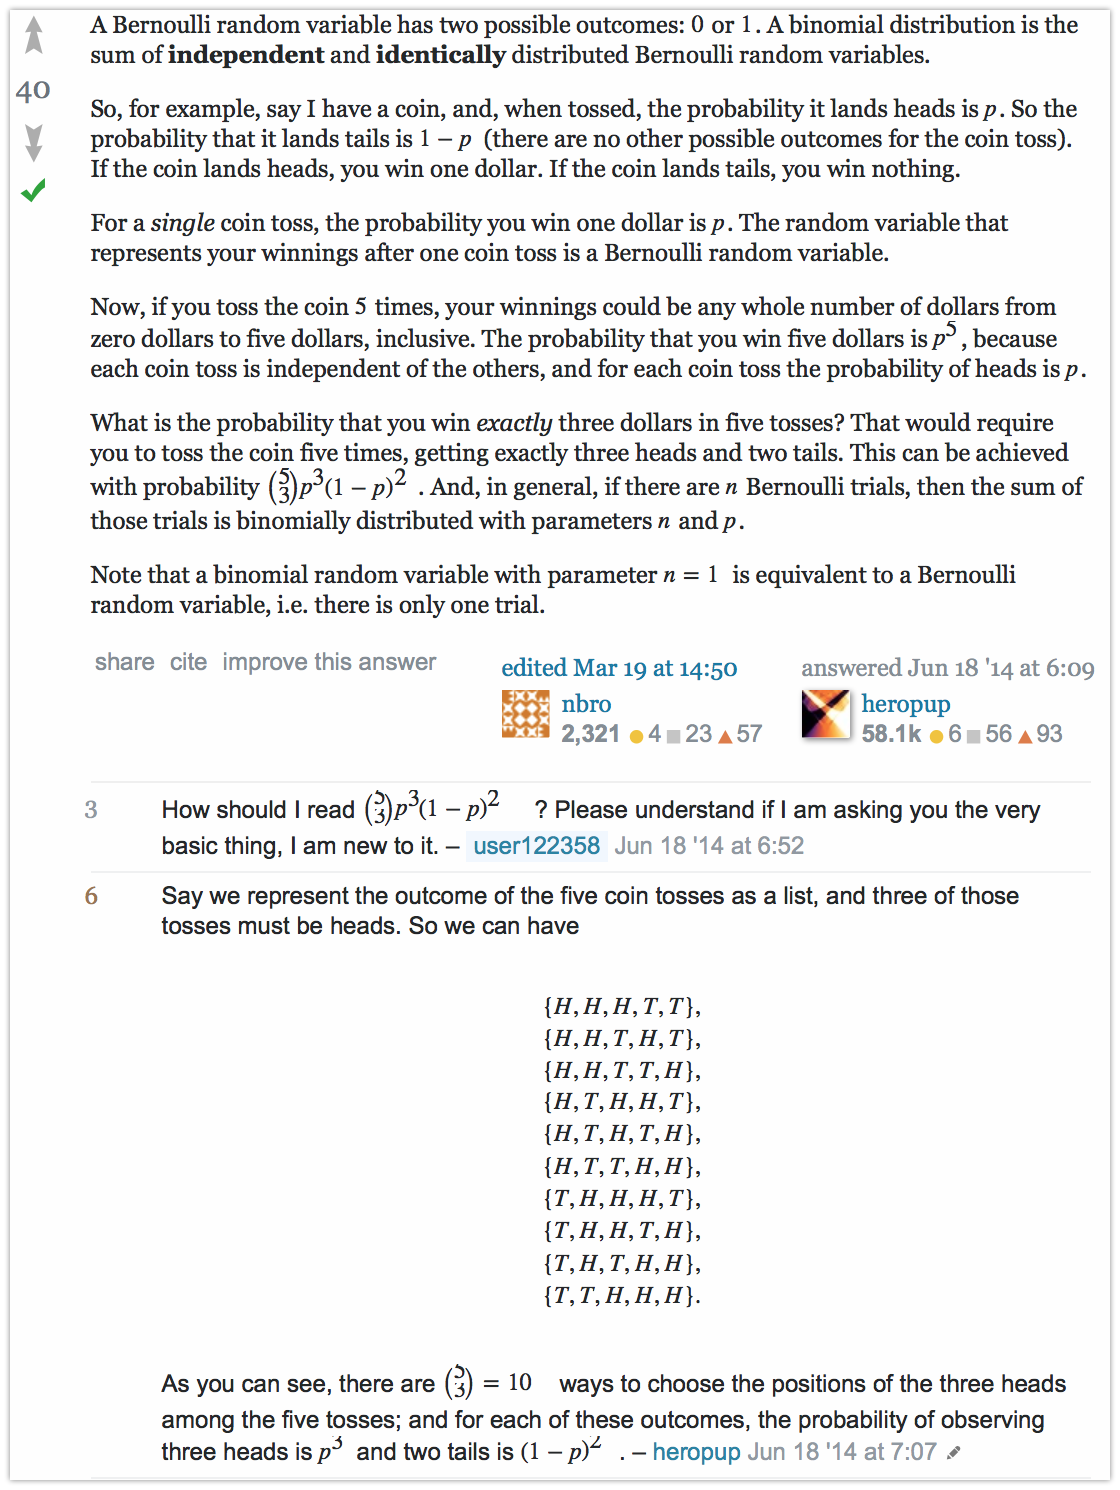 A Bernoulli random variable has two possible outcomes: 0 or 1. A binomial distribution is the
sum of independent and identically distributed Bernoulli random variables.
40
So, for example, say I have a coin, and, when tossed, the probability it lands heads is p. So the
probability that it lands tails is 1 − p (there are no other possible outcomes for the coin toss).
If the coin lands heads, you win one dollar. If the coin lands tails, you win nothing.
For a single coin toss, the probability you win one dollar is p. The random variable that
represents your winnings after one coin toss is a Bernoulli random variable.
Now, if you toss the coin 5 times, your winnings could be any whole number of dollars from
zero dollars to five dollars, inclusive. The probability that you win five dollars is p⁵, because
each coin toss is independent of the others, and for each coin toss the probability of heads is p.
What is the probability that you win exactly three dollars in five tosses? That would require
you to toss the coin five times, getting exactly three heads and two tails. This can be achieved
with probability (5 3)p³(1 − p)². And, in general, if there are n Bernoulli trials, then the sum of
those trials is binomially distributed with parameters n and p.
Note that a binomial random variable with parameter n = 1 is equivalent to a Bernoulli
random variable, i.e. there is only one trial.
share cite improve this answer
edited Mar 19 at 14:50
nbro
2,321 ●4 ■23 ▲57
answered Jun 18 '14 at 6:09
heropup
58.1k ●6 ■56 ▲93
3 How should I read (5 3)p³(1 − p)² ? Please understand if I am asking you the very
basic thing, I am new to it. – user122358 Jun 18 '14 at 6:52
6 Say we represent the outcome of the five coin tosses as a list, and three of those
tosses must be heads. So we can have
{H, H, H, T, T},
{H, H, T, H, T},
{H, H, T, T, H},
{H, T, H, H, T},
{H, T, H, T, H},
{H, T, T, H, H},
{T, H, H, H, T},
{T, H, H, T, H},
{T, H, T, H, H},
{T, T, H, H, H}.
As you can see, there are (5 3) = 10 ways to choose the positions of the three heads
among the five tosses; and for each of these outcomes, the probability of observing
three heads is p³ and two tails is (1 − p)² . – heropup Jun 18 '14 at 7:07